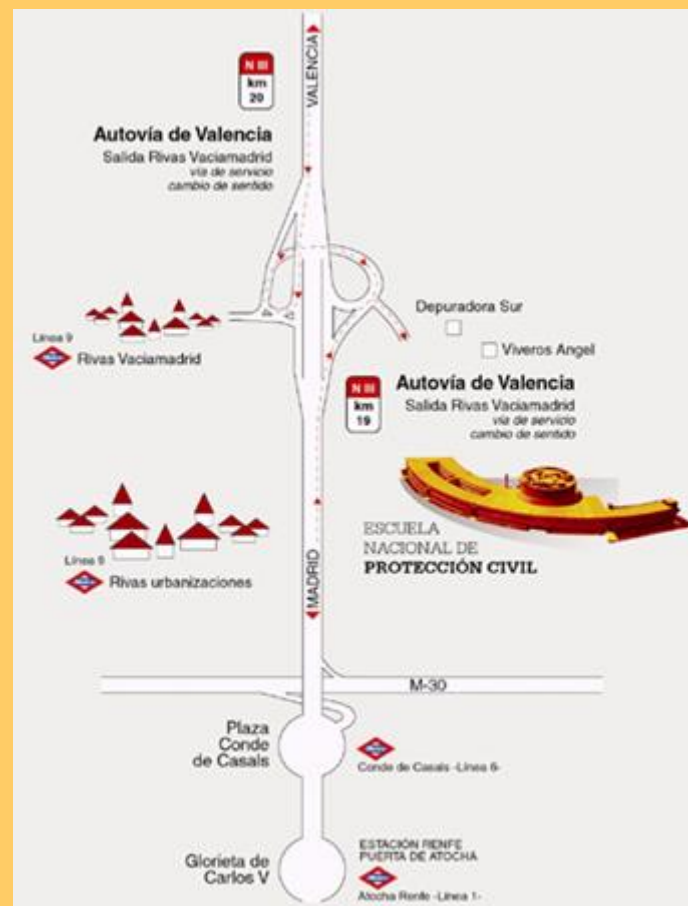 N III
km
20
VALENCIA
Autovía de Valencia
Salida Rivas Vaciamadrid
vía de servicio
cambio de sentido
Depuradora Sur
Viveros Angel
Línea 9
Rivas Vaciamadrid
N III
km
19
Autovía de Valencia
Salida Rivas Vaciamadrid
vía de servicio
cambio de sentido
ESCUELA
NACIONAL DE
PROTECCIÓN CIVIL
Línea
Rivas urbanizaciones
MADRID
M-30
Plaza
Conde
de Casals
Conde de Casals -Línea 6-
Glorieta de
Carlos V
ESTACIÓN RENFE
PUERTA DE ATOCHA
Atocha Renfe -Línea 1-